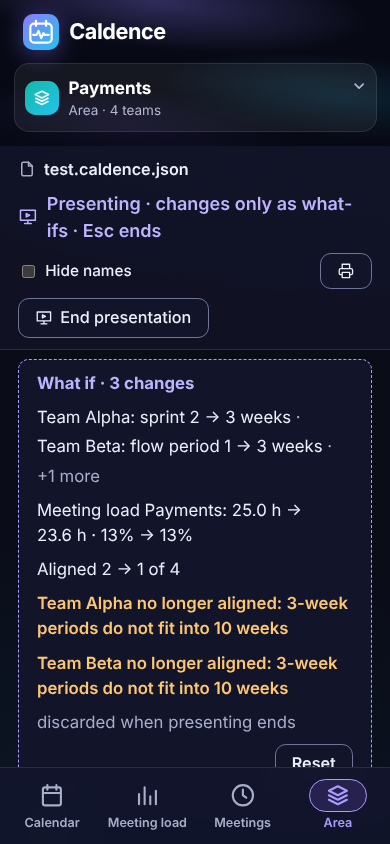 Caldence
Payments
Area · 4 teams
test.caldence.json
Presenting · changes only as what-
ifs · Esc ends
Hide names
End presentation
What if · 3 changes
Team Alpha: sprint 2 → 3 weeks ·
Team Beta: flow period 1 → 3 weeks ·
+1 more
Meeting load Payments: 25.0 h →
23.6 h · 13% → 13%
Aligned 2 → 1 of 4
Team Alpha no longer aligned: 3-week
periods do not fit into 10 weeks
Team Beta no longer aligned: 3-week
periods do not fit into 10 weeks
discarded when presenting ends
Reset
Calendar
Meeting load
Meetings
Area